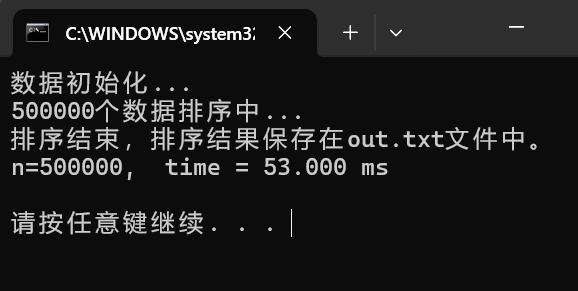 C:\WINDOWS\system32
数据初始化...
500000个数据排序中...
排序结束，排序结果保存在out.txt文件中。
n=500000,  time = 53.000 ms
请按任意键继续. . .